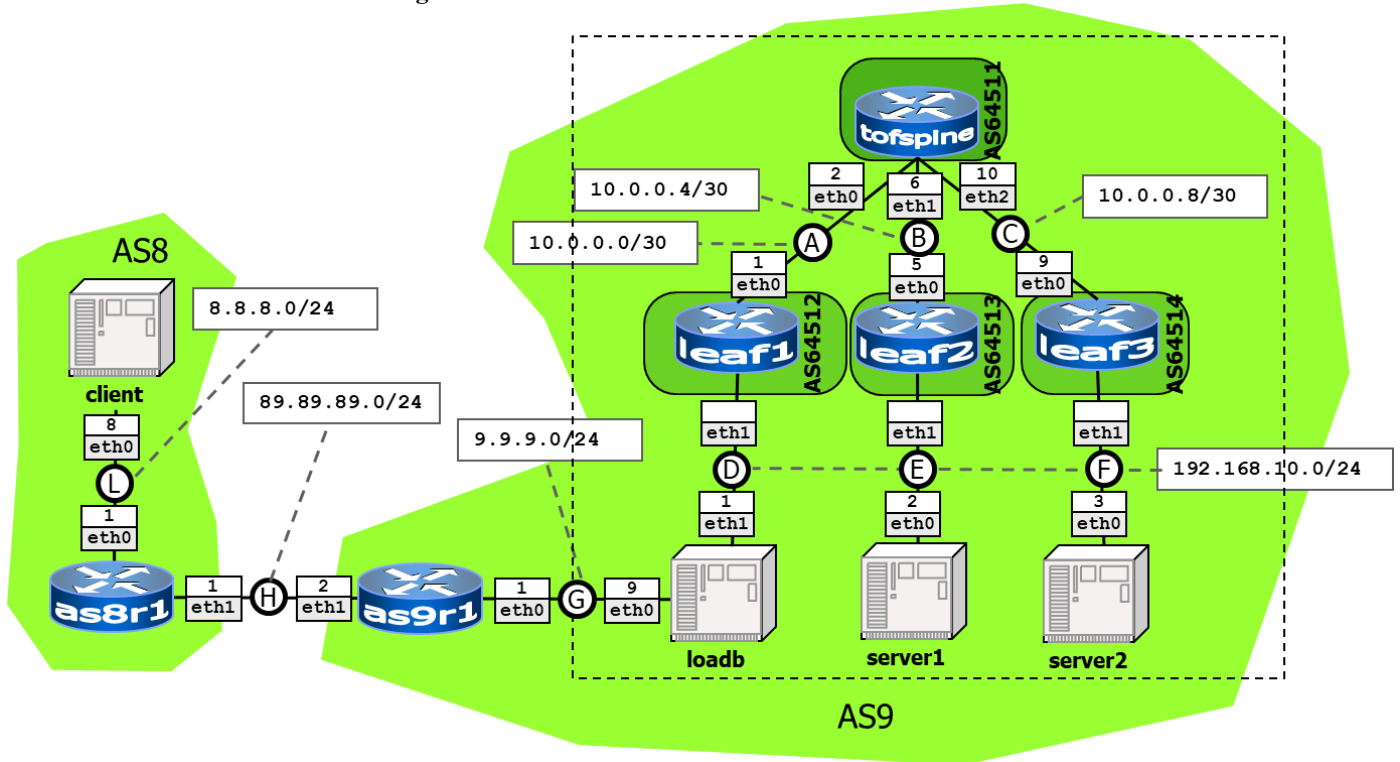 AS64511
tofspine
2
eth0
6
eth1
10
eth2
10.0.0.4/30
10.0.0.8/30
10.0.0.0/30
A
B
C
1
eth0
5
eth0
9
eth0
AS8
8.8.8.0/24
leaf1
AS64512
leaf2
AS64513
leaf3
AS64514
client
89.89.89.0/24
8
eth0
9.9.9.0/24
eth1
eth1
eth1
L
D
E
F
192.168.10.0/24
1
eth0
1
eth1
2
eth0
3
eth0
as8r1
1
eth1
H
2
eth1
as9r1
1
eth0
G
9
eth0
loadb
server1
server2
AS9